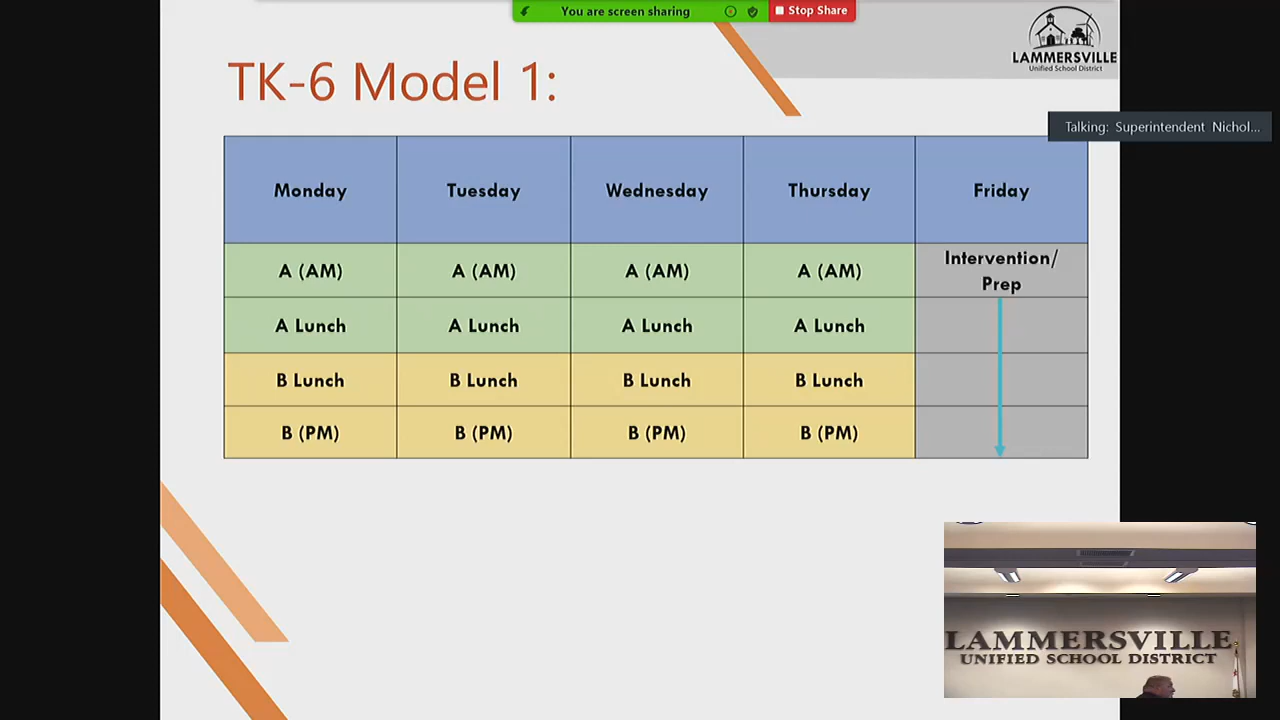 You are screen sharing
Stop Share
LAMMERSVILLE
Unified School District
TK-6 Model 1:
Talking: Superintendent Nichol...
Monday Tuesday Wednesday Thursday Friday
A (AM) A (AM) A (AM) A (AM) Intervention/
Prep
A Lunch A Lunch A Lunch A Lunch
B Lunch B Lunch B Lunch B Lunch
B (PM) B (PM) B (PM) B (PM)
LAMMERSVILLE
UNIFIED SCHOOL DISTRICT